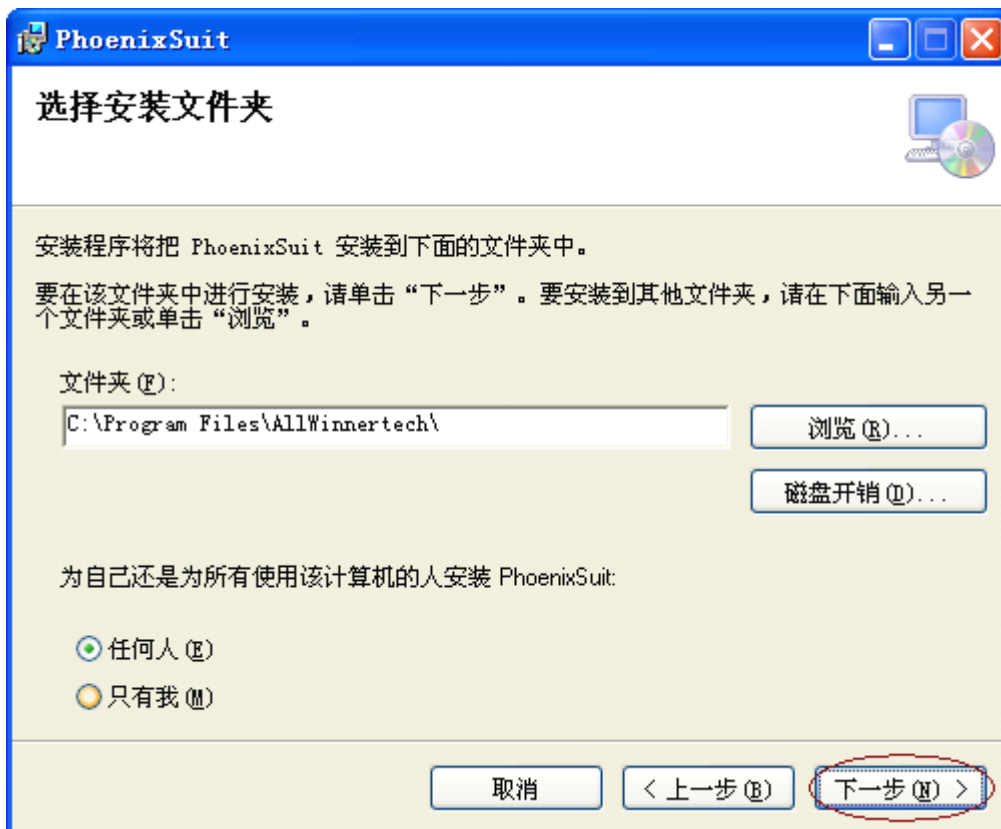 PhoenixSuit
选择安装文件夹
安装程序将把 PhoenixSuit 安装到下面的文件夹中。
要在该文件夹中进行安装，请单击“下一步”。要安装到其他文件夹，请在下面输入另一
个文件夹或单击“浏览”。
文件夹(F):
C:\Program Files\AllWinnertech\
浏览(R)...
磁盘开销(D)...
为自己还是为所有使用该计算机的人安装 PhoenixSuit:
任何人(E)
只有我(M)
取消
< 上一步(B)
下一步(N) >